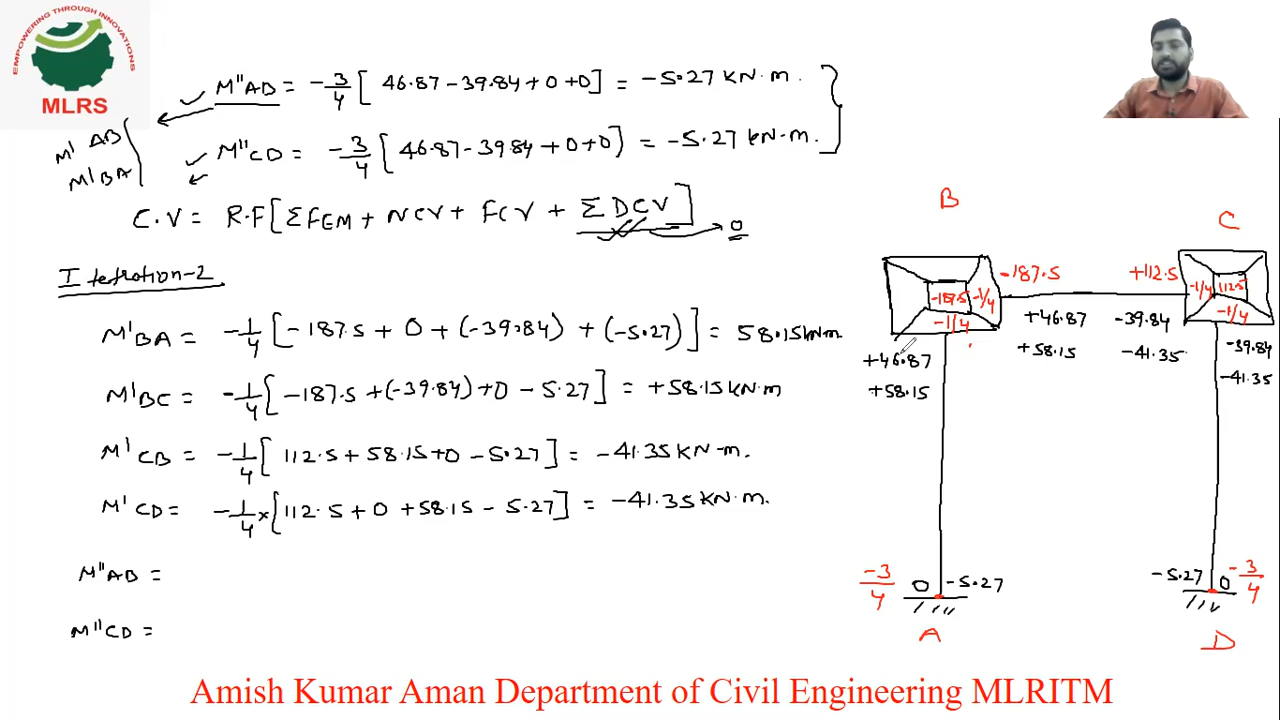 EMPOWERING THROUGH INNOVATIONS
MLRS
M''AB = -3/4 [ 46.87 - 39.84 + 0 + 0 ] = -5.27 kN.m.
M''CD = -3/4 [ 46.87 - 39.84 + 0 + 0 ] = -5.27 kN.m.
M' AB
M'BA
C.V = R.F [ ΣFEM + NCV + FCV + ΣDCV ] → 0
Itetration-2
M'BA = -1/4 [ -187.5 + 0 + (-39.84) + (-5.27) ] = 58.15 kNm
M'BC = -1/4 [ -187.5 + (-39.84) + 0 - 5.27 ] = +58.15 kN.m
M'CB = -1/4 [ 112.5 + 58.15 + 0 - 5.27 ] = -41.35 kN-m.
M'CD = -1/4 × [ 112.5 + 0 + 58.15 - 5.27 ] = -41.35 kN.m.
M''AB =
M''CD =
B
C
-187.5 +112.5
-187.5 -1/4 -1/4 112.5
-1/4 -1/4
+46.87 -39.84
+58.15 -41.35
+46.87
+58.15
-39.84
-41.35
-3/4 0 -5.27
-5.27 0 -3/4
A
D
Amish Kumar Aman Department of Civil Engineering MLRITM